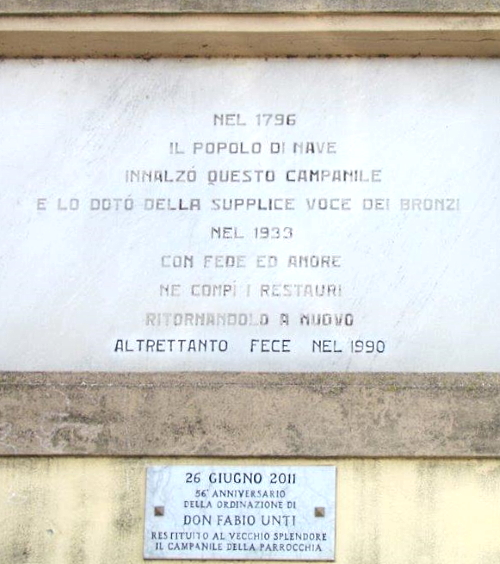 NEL 1796
IL POPOLO DI NAVE
INNALZÓ QUESTO CAMPANILE
E LO DOTÓ DELLA SUPPLICE VOCE DEI BRONZI
NEL 1933
CON FEDE ED AMORE
NE COMPÌ I RESTAURI
RITORNANDOLO A NUOVO
ALTRETTANTO FECE NEL 1990
26 GIUGNO 2011
56° ANNIVERSARIO
DELLA ORDINAZIONE DI
DON FABIO UNTI
RESTITUITO AL VECCHIO SPLENDORE
IL CAMPANILE DELLA PARROCCHIA